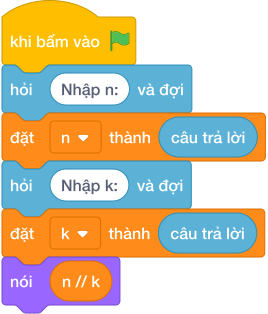 khi bấm vào
hỏi Nhập n: và đợi
đặt n thành câu trả lời
hỏi Nhập k: và đợi
đặt k thành câu trả lời
nói n // k